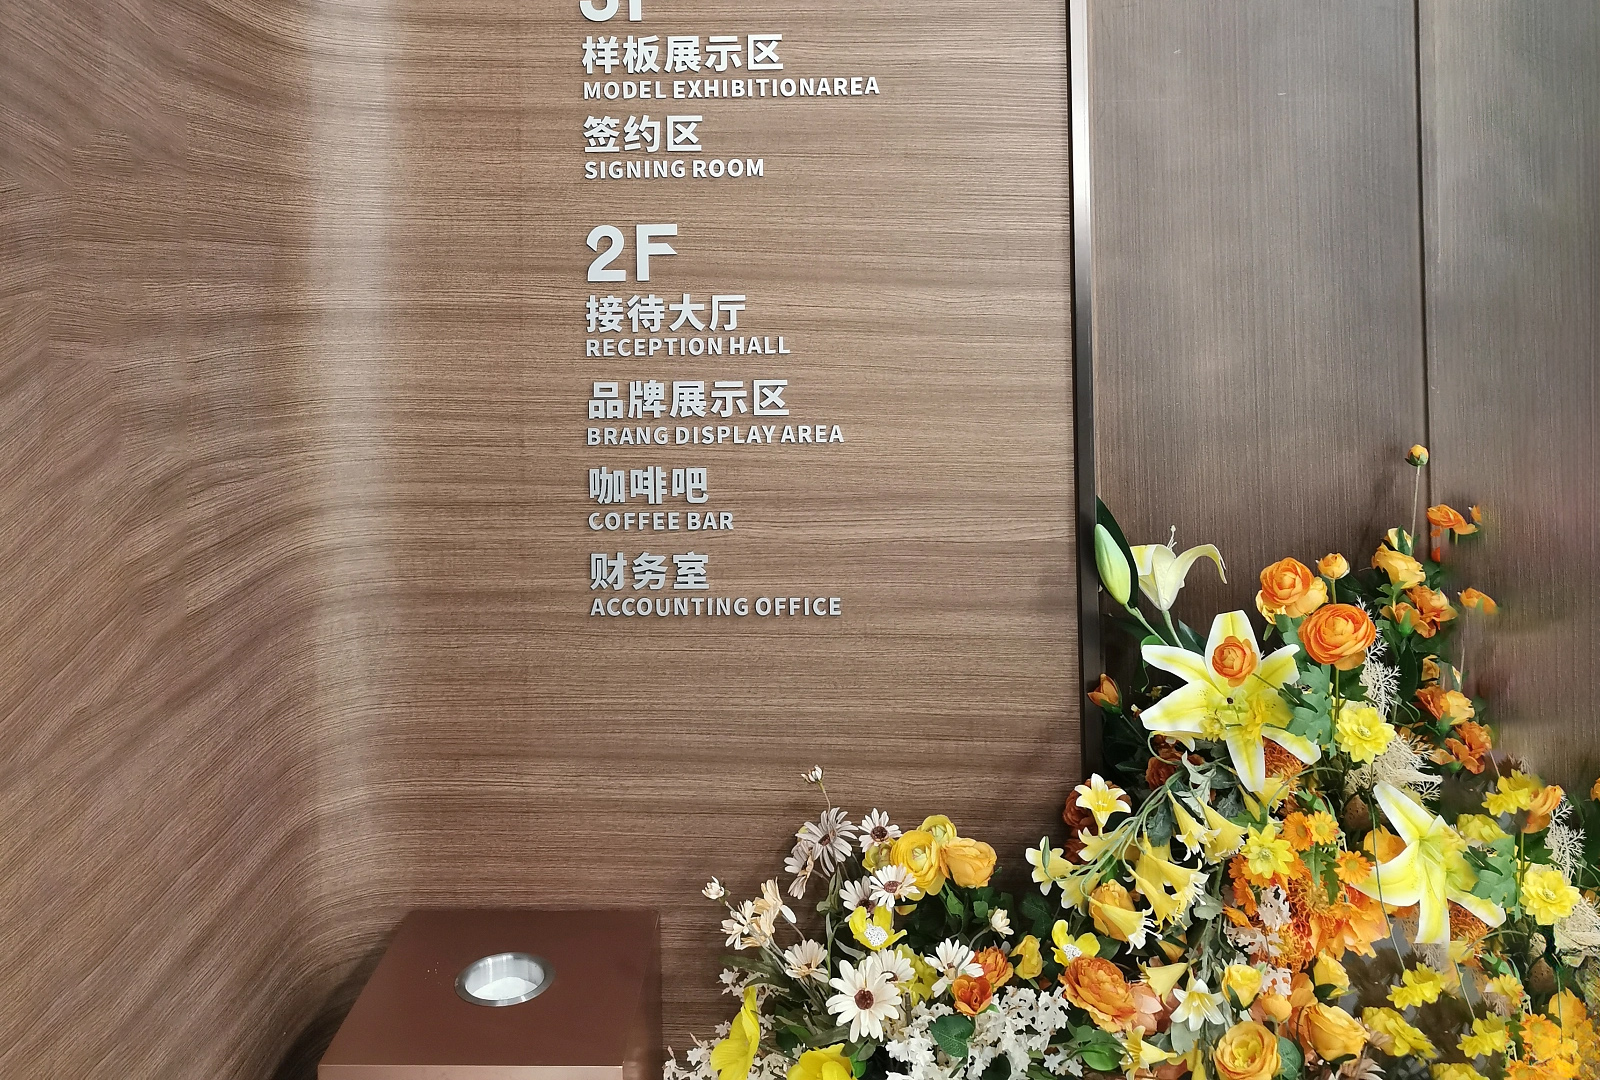 样板展示区
MODEL EXHIBITIONAREA
签约区
SIGNING ROOM
2F
接待大厅
RECEPTION HALL
品牌展示区
BRANG DISPLAY AREA
咖啡吧
COFFEE BAR
财务室
ACCOUNTING OFFICE